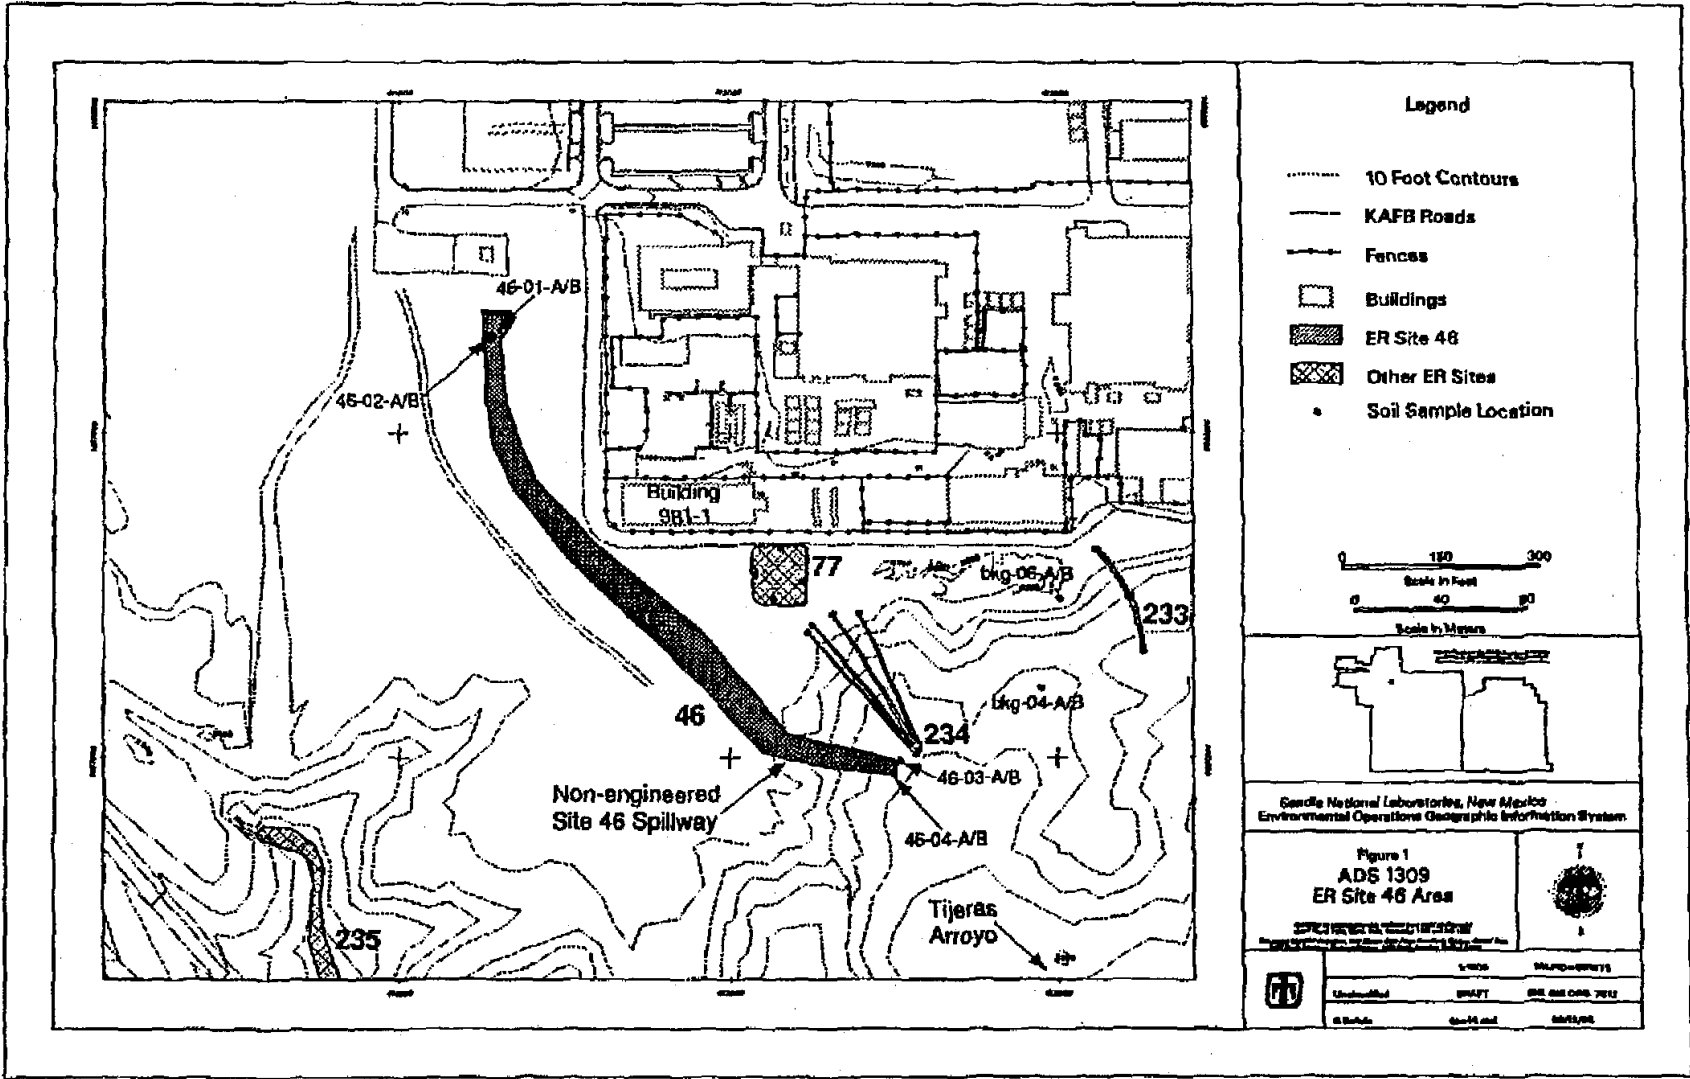 Legend
10 Foot Contours
KAFB Roads
Fences
Buildings
ER Site 46
Other ER Sites
Soil Sample Location
46-01-A/B
46-02-A/B
Building
981-1
77
bkg-06-A/B
233
bkg-04-A/B
46
234
46-03-A/B
Non-engineered
Site 46 Spillway
46-04-A/B
Tijeras
Arroyo
235
0 150 300
Scale in Feet
0 40 80
Scale in Meters
Sandia National Laboratories, New Mexico
Environmental Operations Geographic Information System
Figure 1
ADS 1309
ER Site 46 Area
Unclassified
DRAFT